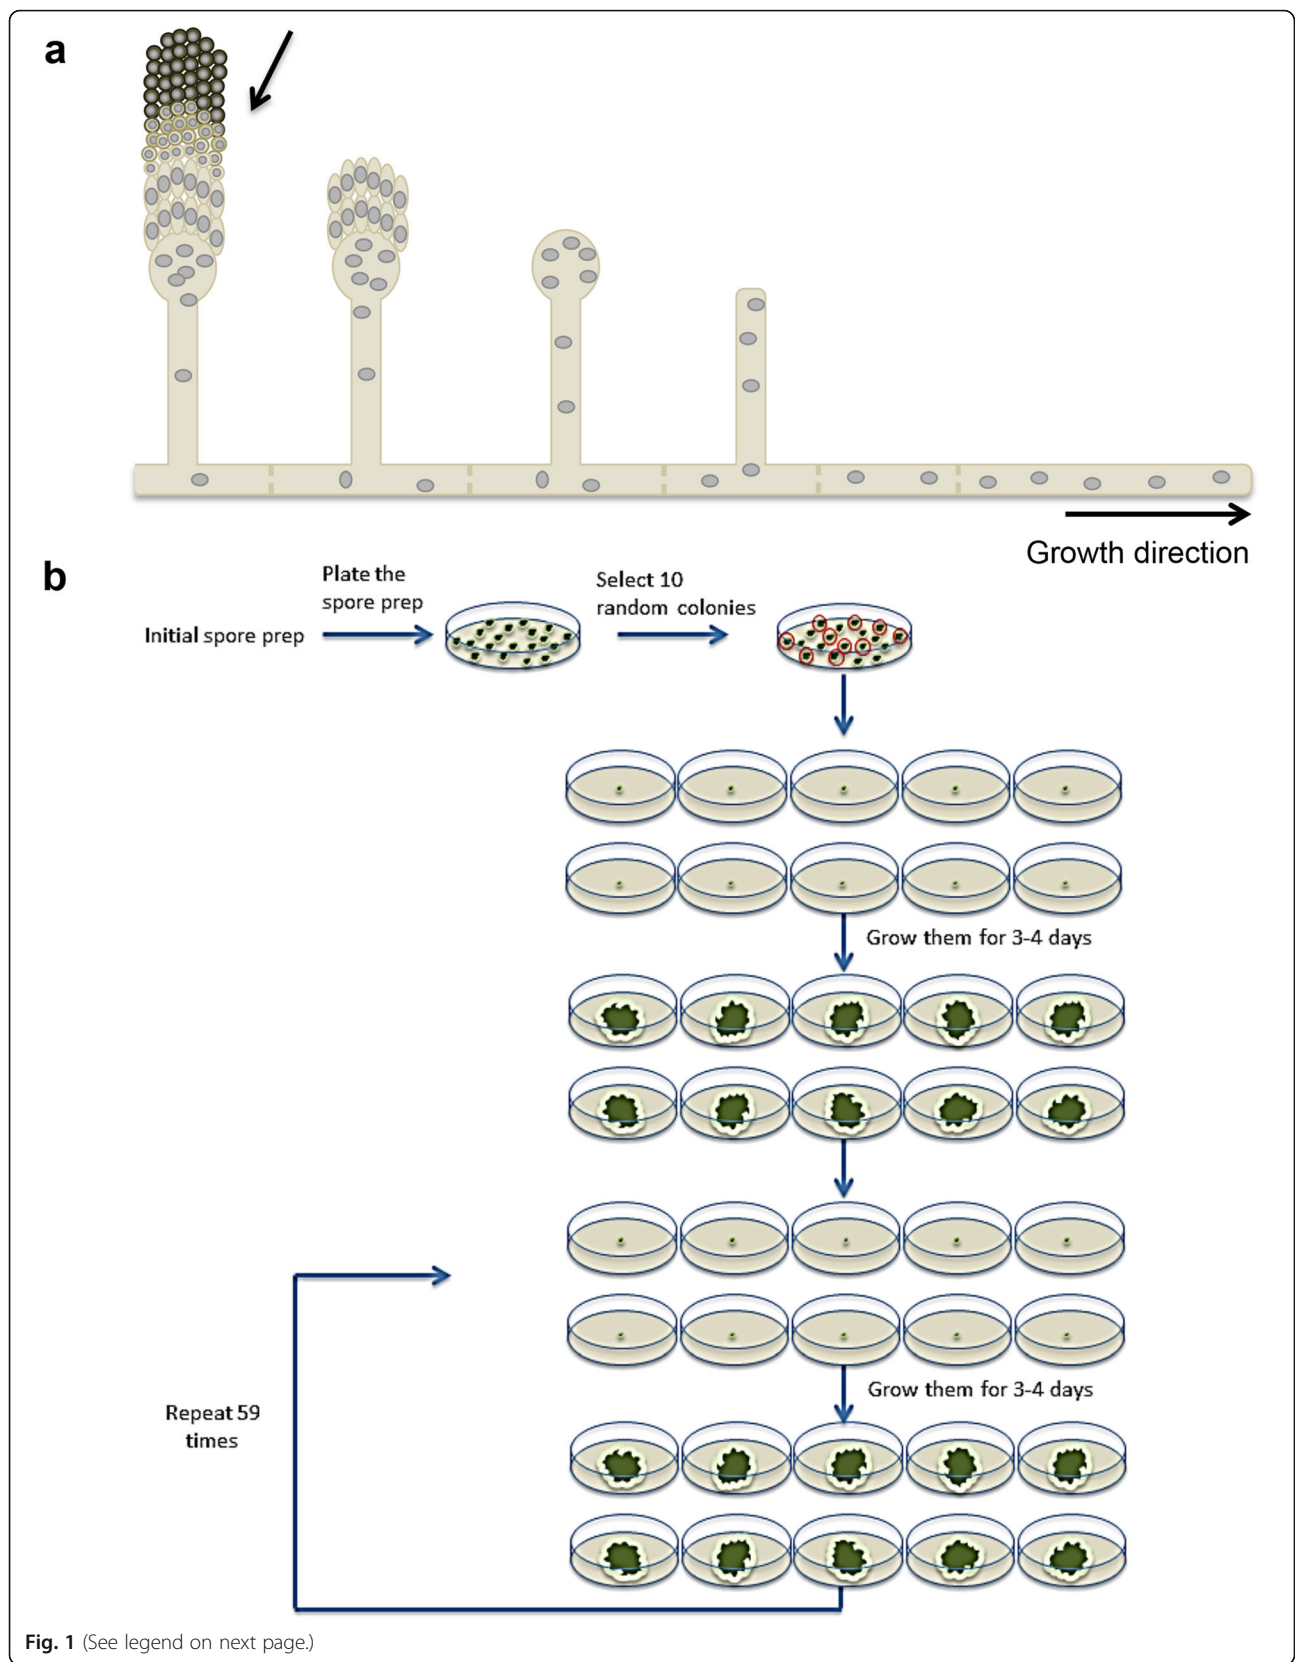 a
Growth direction
b
Plate the
spore prep
Select 10
random colonies
Initial spore prep
Grow them for 3-4 days
Grow them for 3-4 days
Repeat 59
times
Fig. 1 (See legend on next page.)